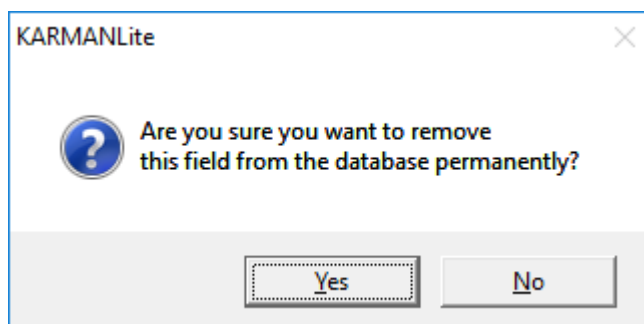 KARMANLite
Are you sure you want to remove
this field from the database permanently?
Yes
No